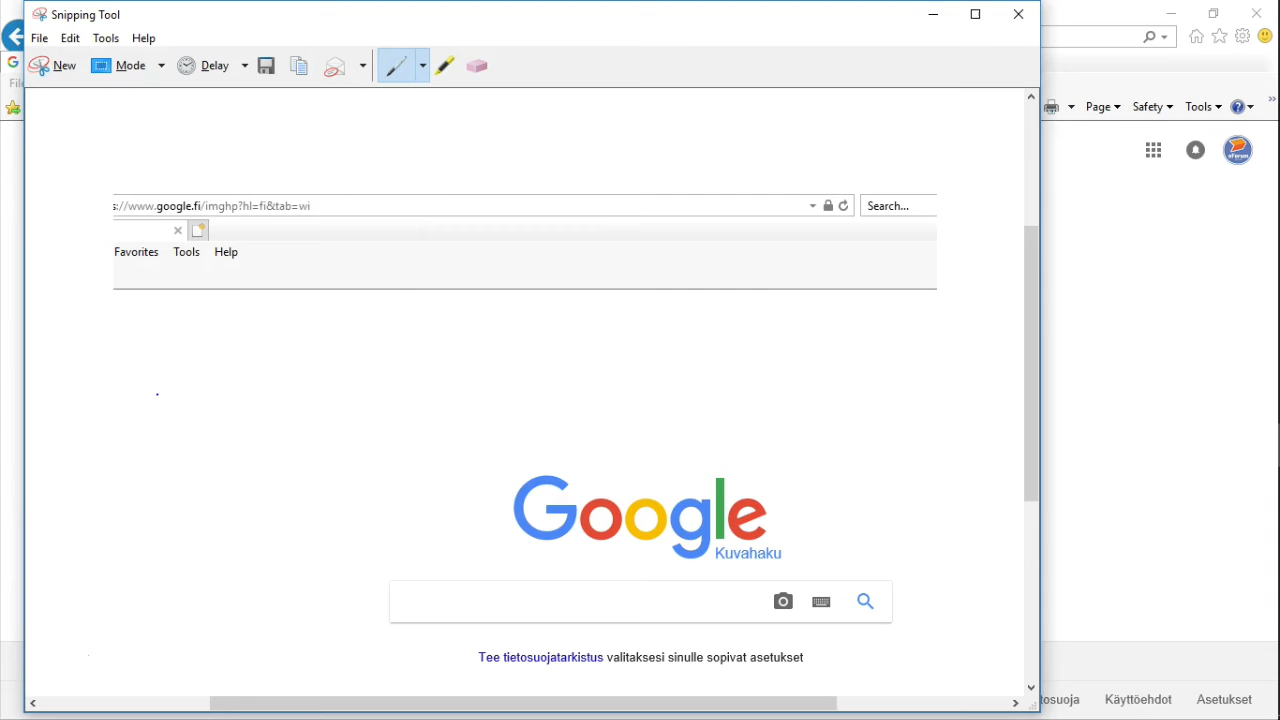 Snipping Tool
File Edit Tools Help
New Mode Delay
Page Safety Tools
s://www.google.fi/imghp?hl=fi&tab=wi Search...
Favorites Tools Help
Google
Kuvahaku
Tee tietosuojatarkistus valitaksesi sinulle sopivat asetukset
Käyttöehdot Asetukset